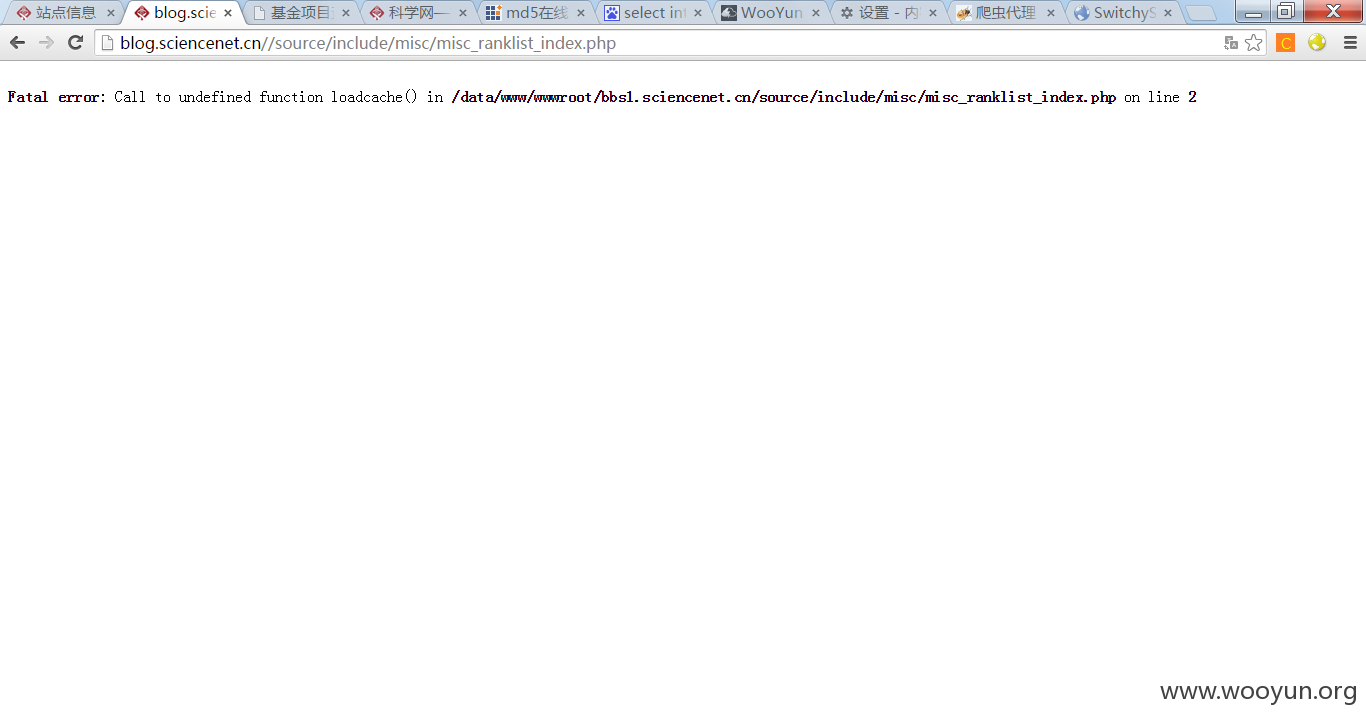 站点信息
blog.scie
基金项目
科学网—
md5在线
select int
WooYun
设置 - 内
爬虫代理
SwitchyS
blog.sciencenet.cn//source/include/misc/misc_ranklist_index.php
C
Fatal error: Call to undefined function loadcache() in /data/www/wwwroot/bbs1.sciencenet.cn/source/include/misc/misc_ranklist_index.php on line 2
www.wooyun.org